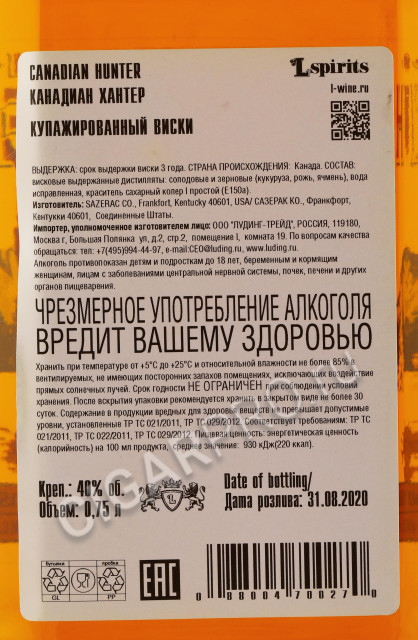 CANADIAN HUNTER
КАНАДИАН ХАНТЕР
КУПАЖИРОВАННЫЙ ВИСКИ
Lspirits
l-wine.ru
ВЫДЕРЖКА: срок выдержки виски 3 года. СТРАНА ПРОИСХОЖДЕНИЯ: Канада. СОСТАВ:
висковые выдержанные дистилляты: солодовые и зерновые (кукуруза, рожь, ячмень), вода
исправленная, краситель сахарный колер I простой (Е150а).
Изготовитель: SAZERAC CO., Frankfort, Kentucky 40601, USA/ САЗЕРАК КО., Франкфорт,
Кентукки 40601, Соединенные Штаты.
Импортер, уполномоченное изготовителем лицо: ООО "ЛУДИНГ-ТРЕЙД", РОССИЯ, 119180,
Москва г, Большая Полянка ул, д.2, стр.2, помещение I, комната 19. По вопросам качества
обращаться: тел: +7(495)994-44-97, e-mail:CEO@luding.ru, www.luding.ru.
Алкоголь противопоказан детям и подросткам до 18 лет, беременным и кормящим
женщинам, лицам с заболеваниями центральной нервной системы, почек, печени и других
органов пищеварения.
ЧРЕЗМЕРНОЕ УПОТРЕБЛЕНИЕ АЛКОГОЛЯ
ВРЕДИТ ВАШЕМУ ЗДОРОВЬЮ
Хранить при температуре от +5°С до +25°С и относительной влажности не более 85% в
вентилируемых, не имеющих посторонних запахов помещениях, исключающих воздействие
прямых солнечных лучей. Срок годности НЕ ОГРАНИЧЕН при соблюдении условий
хранения. После вскрытия упаковки рекомендуется хранить в закрытом виде не более 30
суток. Содержание в продукции вредных для здоровья веществ не превышает допустимые
уровни, установленные ТР ТС 021/2011, ТР ТС 029/2012. Соответствует требованиям: ТР ТС
021/2011, ТР ТС 022/2011, ТР ТС 029/2012. Пищевая ценность: энергетическая ценность
(калорийность) на 100 мл продукта, среднее значение: 930 кДж(220 ккал).
Креп.: 40% об.
Объем: 0,75 л
L
Date of bottling/
Дата розлива: 31.08.2020
бутылка
GL
пробка
PP
EAC
0 88004 70027 0
CIGARPRO.RU